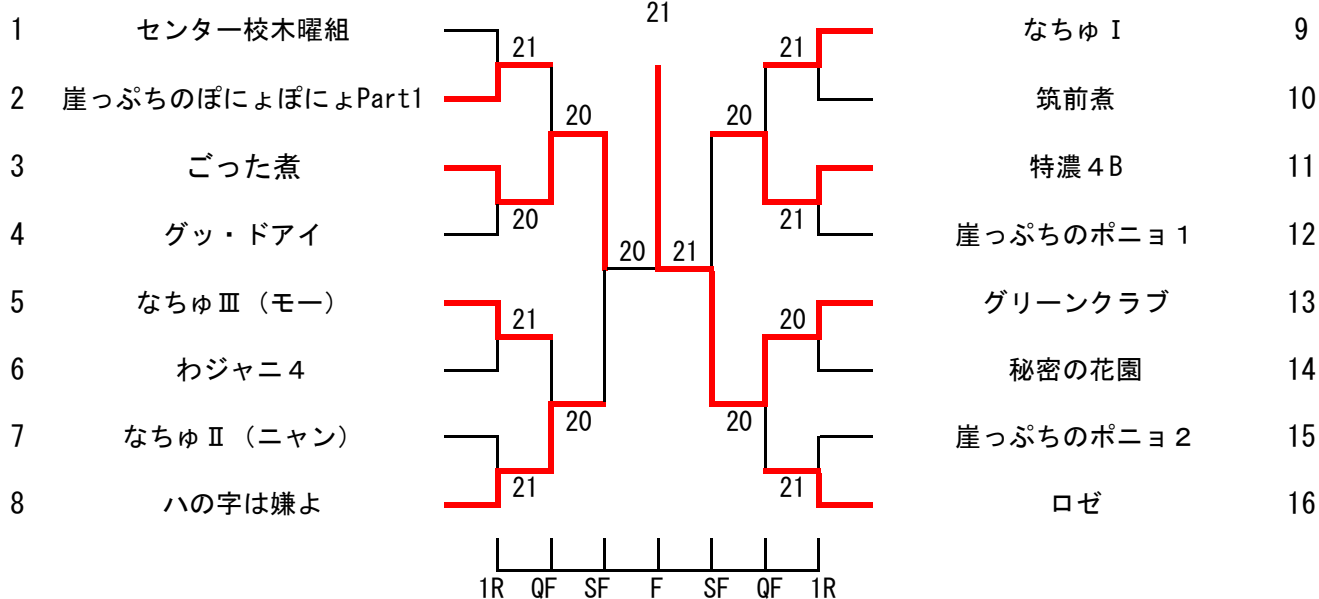 21
1 センター校木曜組 21 21 なちゅⅠ 9
2 崖っぷちのぽにょぽにょPart1 20 20 筑前煮 10
3 ごった煮 特濃4B 11
20 21
4 グッ・ドアイ 20 21 崖っぷちのポニョ1 12
5 なちゅⅢ(モー) 21 20 グリーンクラブ 13
6 わジャニ4 秘密の花園 14
20 20
7 なちゅⅡ(ニャン) 崖っぷちのポニョ2 15
21 21
8 ハの字は嫌よ ロゼ 16
1R QF SF F SF QF 1R